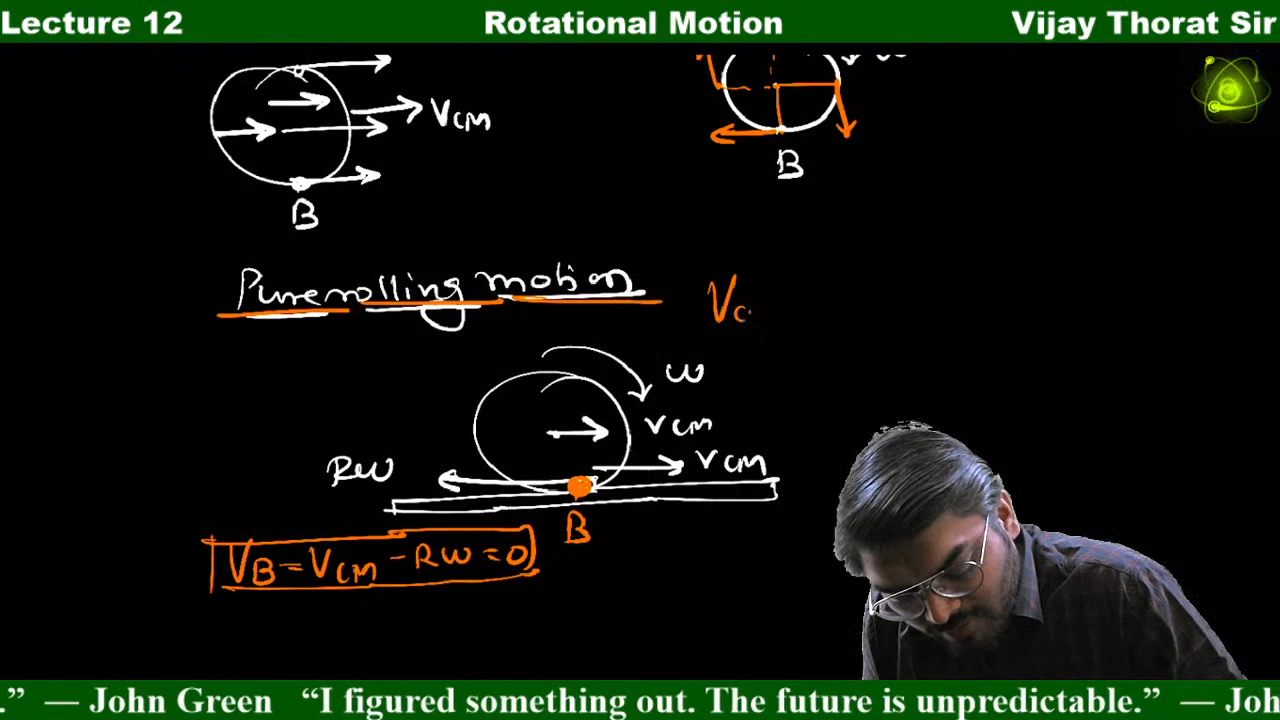 Lecture 12
Rotational Motion
Vijay Thorat Sir
VCM
B
B
Pure rolling motion
Vc
ω
VCM
VCM
Rω
B
VB = VCM - Rω = 0
.” — John Green “I figured something out. The future is unpredictable.” — Joh